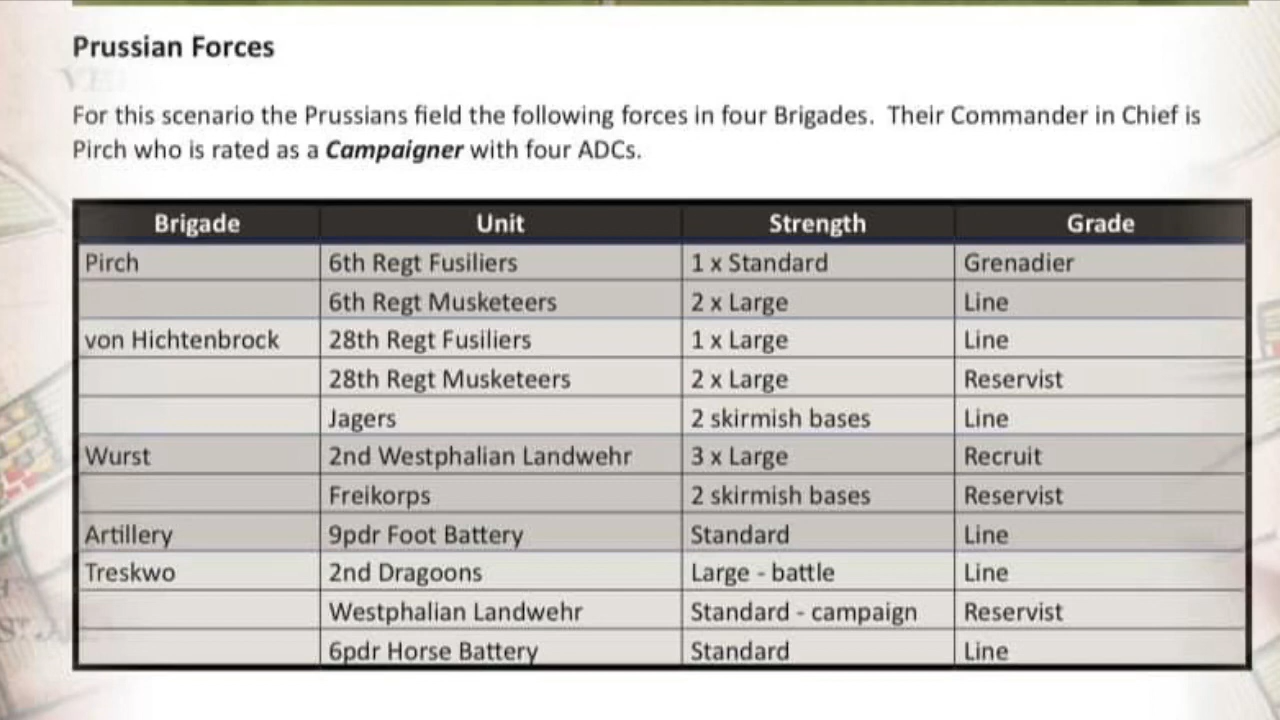 Prussian Forces
For this scenario the Prussians field the following forces in four Brigades. Their Commander in Chief is
Pirch who is rated as a Campaigner with four ADCs.
Brigade Unit Strength Grade
Pirch 6th Regt Fusiliers 1 x Standard Grenadier
6th Regt Musketeers 2 x Large Line
von Hichtenbrock 28th Regt Fusiliers 1 x Large Line
28th Regt Musketeers 2 x Large Reservist
Jagers 2 skirmish bases Line
Wurst 2nd Westphalian Landwehr 3 x Large Recruit
Freikorps 2 skirmish bases Reservist
Artillery 9pdr Foot Battery Standard Line
Treskwo 2nd Dragoons Large - battle Line
Westphalian Landwehr Standard - campaign Reservist
6pdr Horse Battery Standard Line